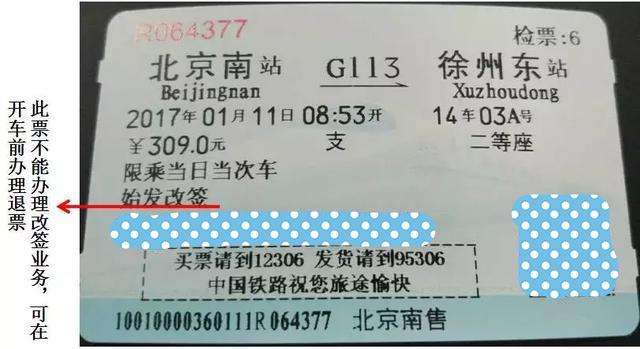 R064377
检票:6
北京南站 G113 徐州东站
Beijingnan Xuzhoudong
2017年01月11日08:53开 14车03A号
￥309.0元 支 二等座
限乘当日当次车
始发改签
买票请到12306 发货请到95306
中国铁路祝您旅途愉快
10010000360111R064377 北京南售
此票不能办理改签业务，可在
开车前办理退票